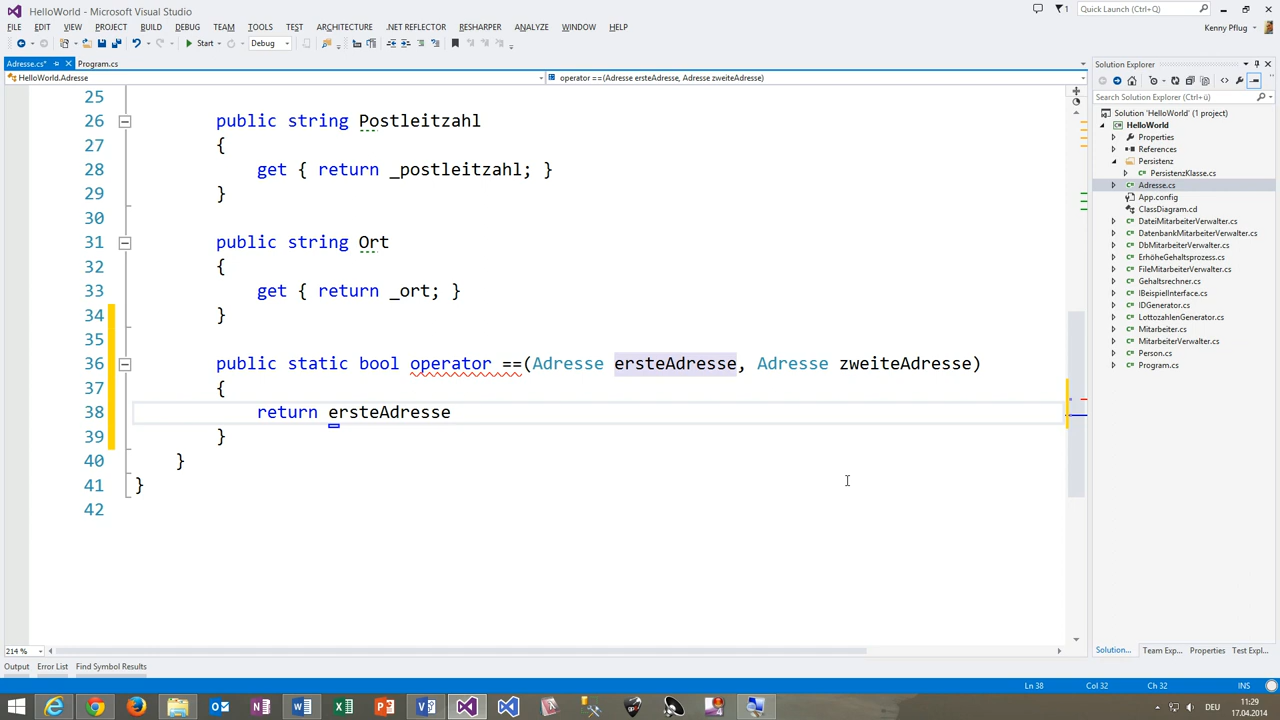 HelloWorld - Microsoft Visual Studio
Quick Launch (Ctrl+Q)
FILE EDIT VIEW PROJECT BUILD DEBUG TEAM TOOLS TEST ARCHITECTURE .NET REFLECTOR RESHARPER ANALYZE WINDOW HELP
Kenny Pflug
Start Debug
Adresse.cs* Program.cs
HelloWorld.Adresse
operator ==(Adresse ersteAdresse, Adresse zweiteAdresse)
25
26 public string Postleitzahl
27 {
28 get { return _postleitzahl; }
29 }
30
31 public string Ort
32 {
33 get { return _ort; }
34 }
35
36 public static bool operator ==(Adresse ersteAdresse, Adresse zweiteAdresse)
37 {
38 return ersteAdresse
39 }
40 }
41 }
42
214 %
Solution Explorer
Search Solution Explorer (Ctrl+ü)
Solution 'HelloWorld' (1 project)
HelloWorld
Properties
References
Persistenz
PersistenzKlasse.cs
Adresse.cs
App.config
ClassDiagram.cd
DateiMitarbeiterVerwalter.cs
DatenbankMitarbeiterVerwalter.cs
DbMitarbeiterVerwalter.cs
ErhöheGehaltsprozess.cs
FileMitarbeiterVerwalter.cs
Gehaltsrechner.cs
IBeispielInterface.cs
IDGenerator.cs
LottozahlenGenerator.cs
Mitarbeiter.cs
MitarbeiterVerwalter.cs
Person.cs
Program.cs
Solution... Team Exp... Properties Test Expl...
Output Error List Find Symbol Results
Ln 38 Col 32 Ch 32 INS
DEU
11:29
17.04.2014